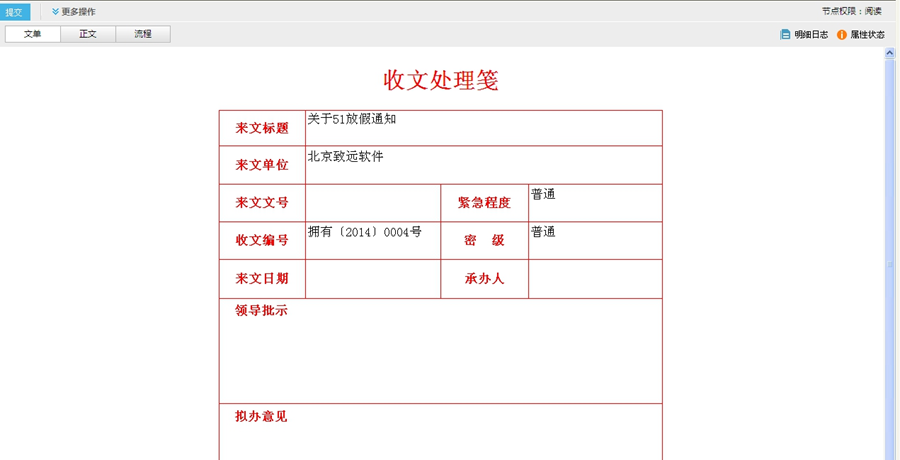 提交 更多操作 节点权限：阅读
文单 正文 流程 明细日志 属性状态
收文处理笺
来文标题 关于51放假通知
来文单位 北京致远软件
来文文号 紧急程度 普通
收文编号 拥有〔2014〕0004号 密 级 普通
来文日期 承办人
领导批示
拟办意见